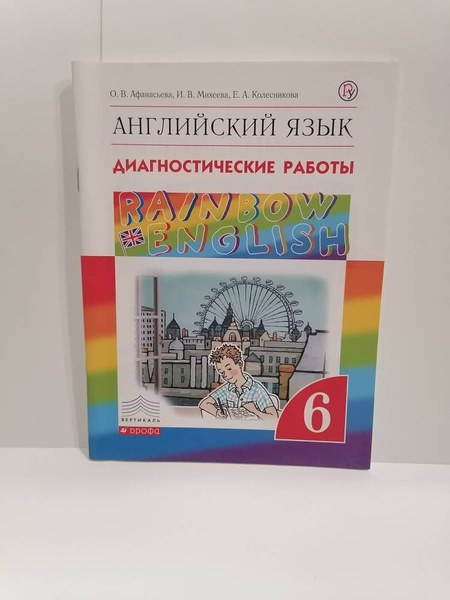 О. В. Афанасьева, И. В. Михеева, Е. А. Колесникова
АНГЛИЙСКИЙ ЯЗЫК
ДИАГНОСТИЧЕСКИЕ РАБОТЫ
RAINBOW
ENGLISH
6
ВЕРТИКАЛЬ
дрофа